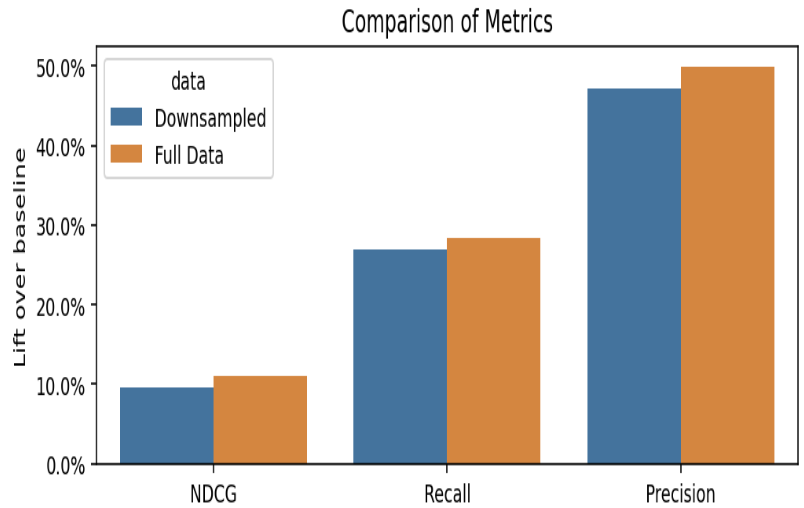 Comparison of Metrics
Lift over baseline
50.0%
40.0%
30.0%
20.0%
10.0%
0.0%
data
Downsampled
Full Data
NDCG
Recall
Precision